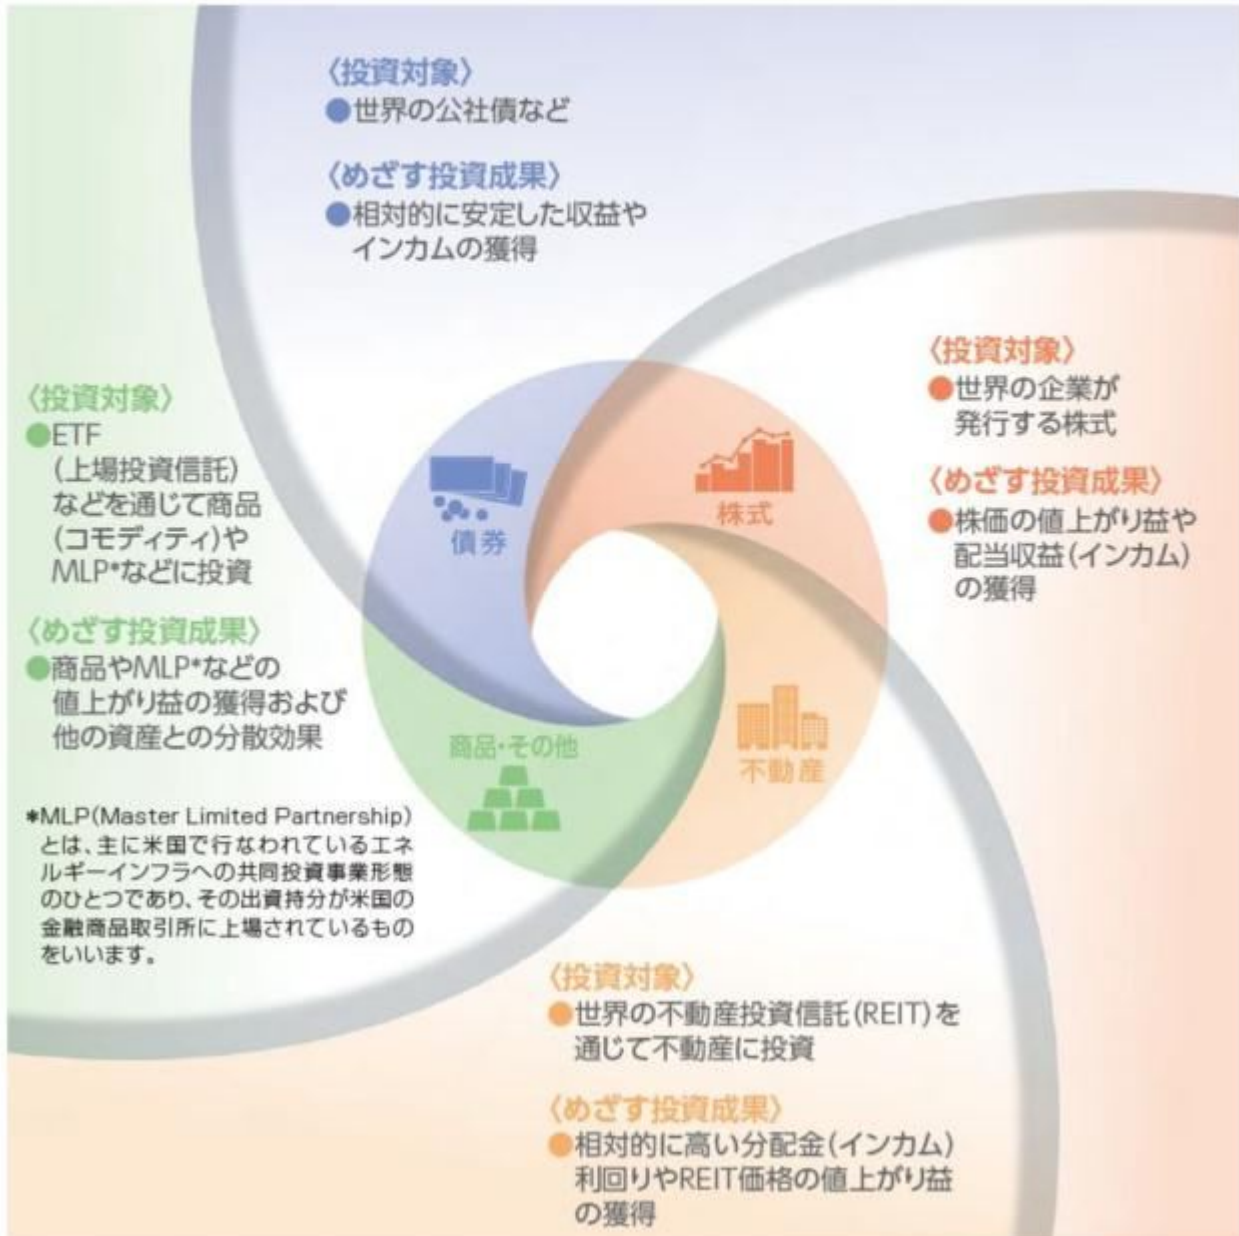 〈投資対象〉
●世界の公社債など
〈めざす投資成果〉
●相対的に安定した収益や
インカムの獲得
〈投資対象〉
●世界の企業が
発行する株式
〈めざす投資成果〉
●株価の値上がり益や
配当収益(インカム)
の獲得
〈投資対象〉
●ETF
(上場投資信託)
などを通じて商品
(コモディティ)や
MLP*などに投資
〈めざす投資成果〉
●商品やMLP*などの
値上がり益の獲得および
他の資産との分散効果
*MLP(Master Limited Partnership)
とは、主に米国で行なわれているエネ
ルギーインフラへの共同投資事業形態
のひとつであり、その出資持分が米国の
金融商品取引所に上場されているもの
をいいます。
債券
株式
商品・その他
不動産
〈投資対象〉
●世界の不動産投資信託(REIT)を
通じて不動産に投資
〈めざす投資成果〉
●相対的に高い分配金(インカム)
利回りやREIT価格の値上がり益
の獲得